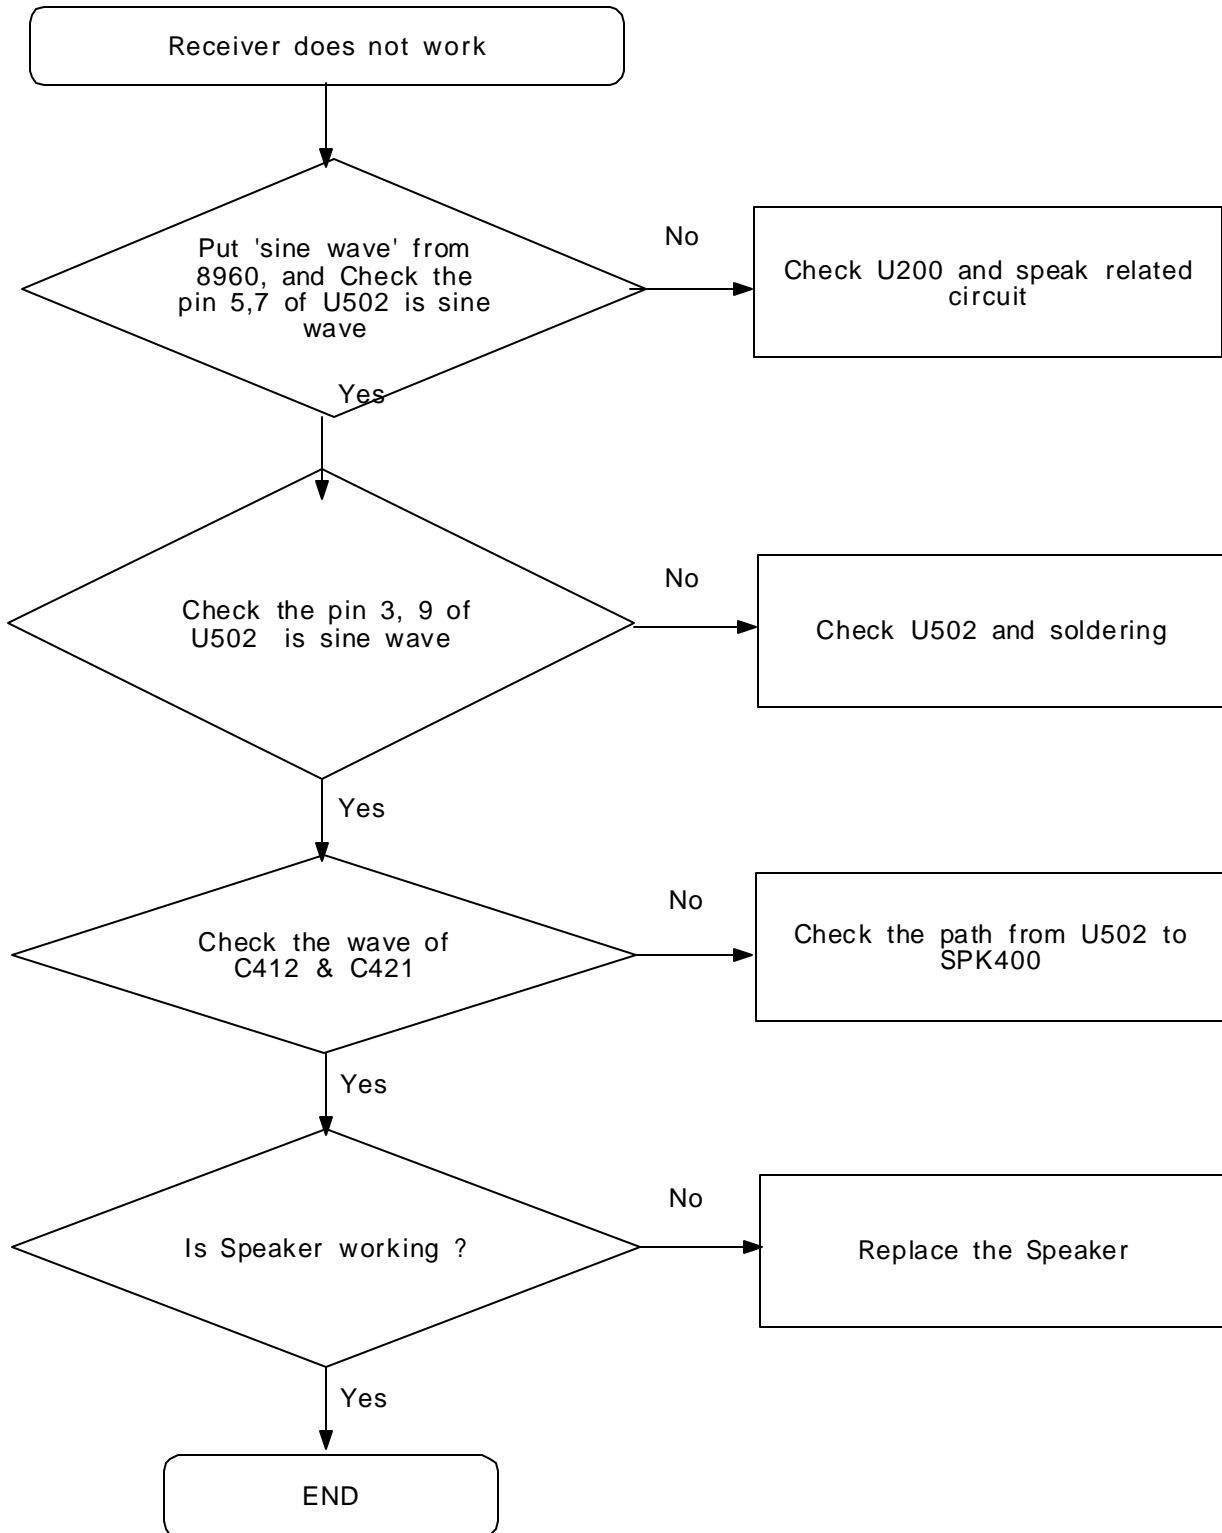 Receiver does not work
Put 'sine wave' from
8960, and Check the
pin 5,7 of U502 is sine
wave
No
Check U200 and speak related
circuit
Yes
Check the pin 3, 9 of
U502 is sine wave
No
Check U502 and soldering
Yes
Check the wave of
C412 & C421
No
Check the path from U502 to
SPK400
Yes
Is Speaker working ?
No
Replace the Speaker
Yes
END